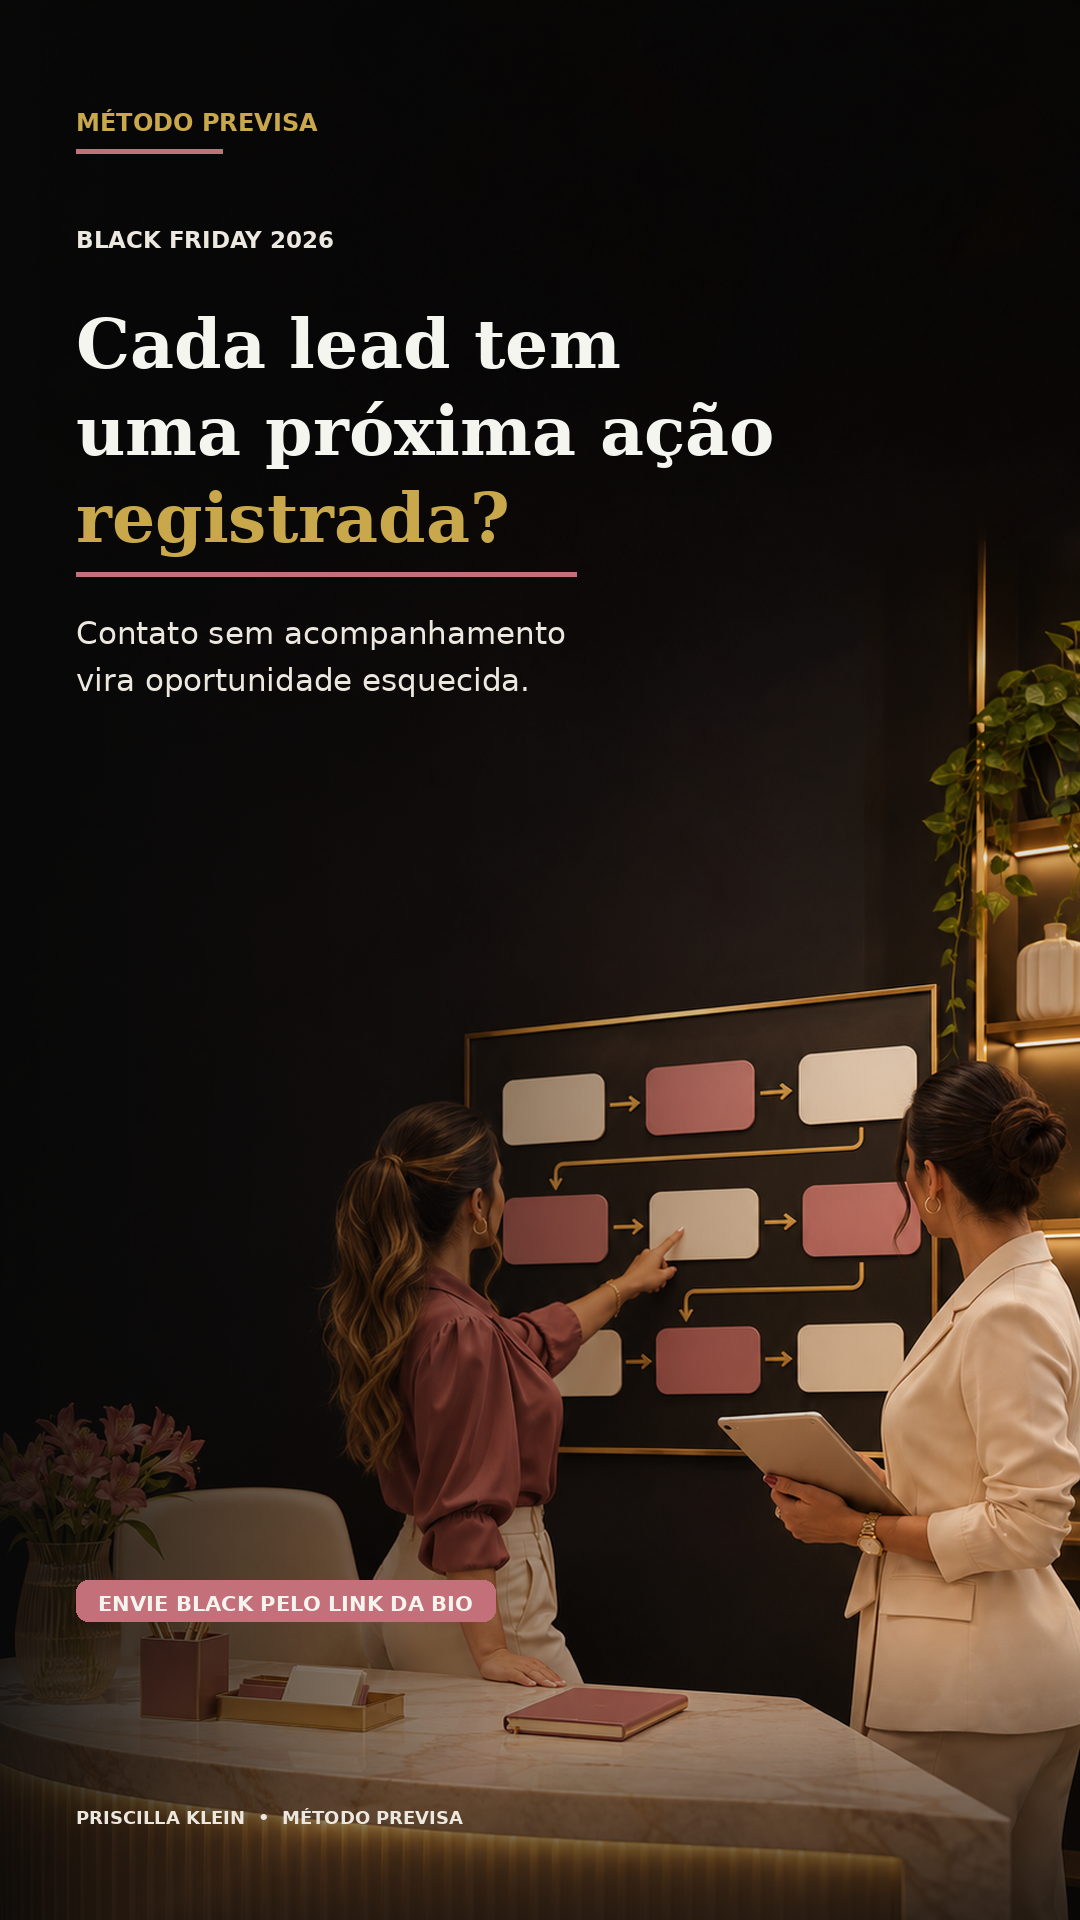 MÉTODO PREVISA
BLACK FRIDAY 2026
Cada lead tem
uma próxima ação
registrada?
Contato sem acompanhamento
vira oportunidade esquecida.
ENVIE BLACK PELO LINK DA BIO
PRISCILLA KLEIN • MÉTODO PREVISA